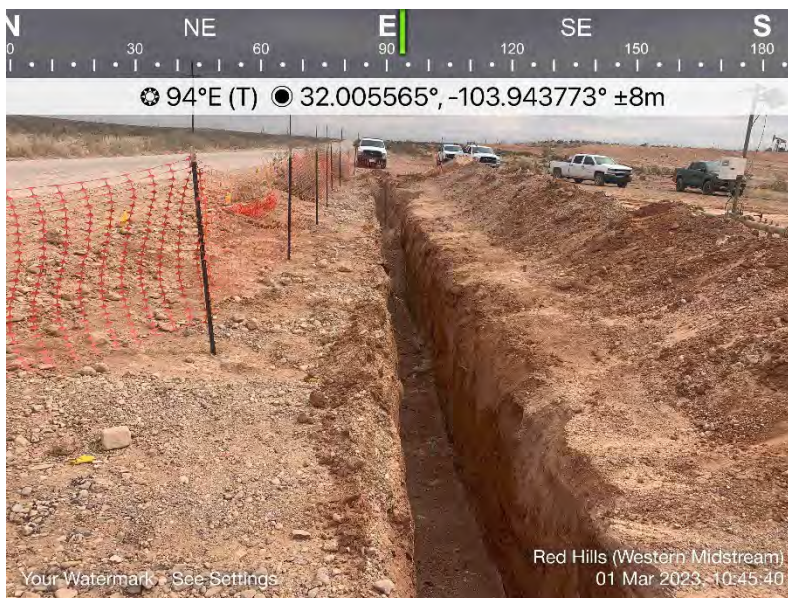 N NE E SE S
0 30 60 90 120 150 180
94°E (T) 32.005565°, -103.943773° ±8m
Red Hills (Western Midstream)
Your Watermark - See Settings 01 Mar 2023, 10:45:40